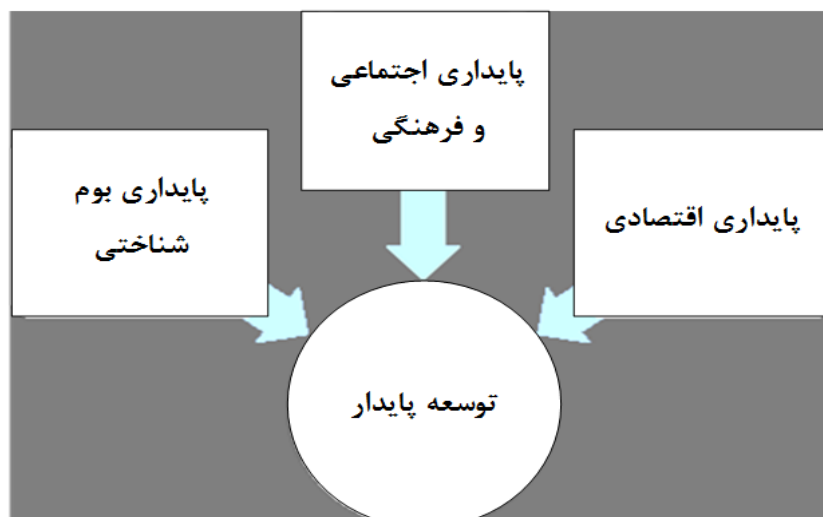 پایداری اجتماعی
و فرهنگی
پایداری اقتصادی
پایداری بوم
شناختی
توسعه پایدار